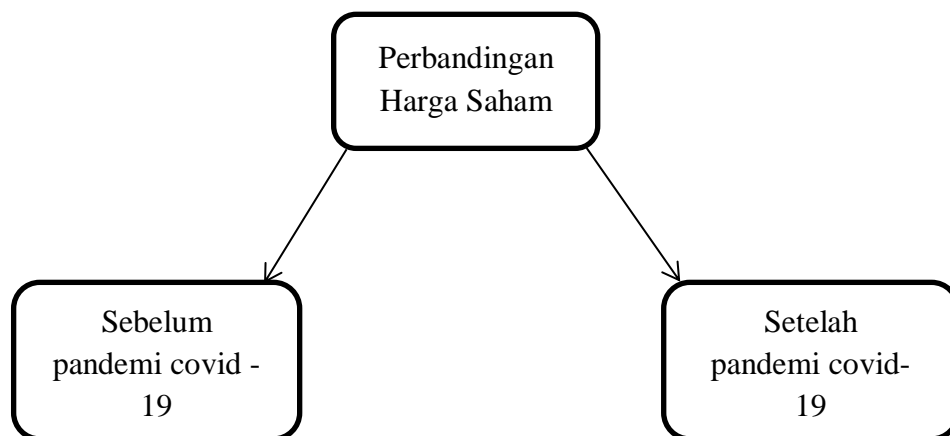 Perbandingan
Harga Saham
Sebelum
pandemi covid -
19
Setelah
pandemi covid-
19